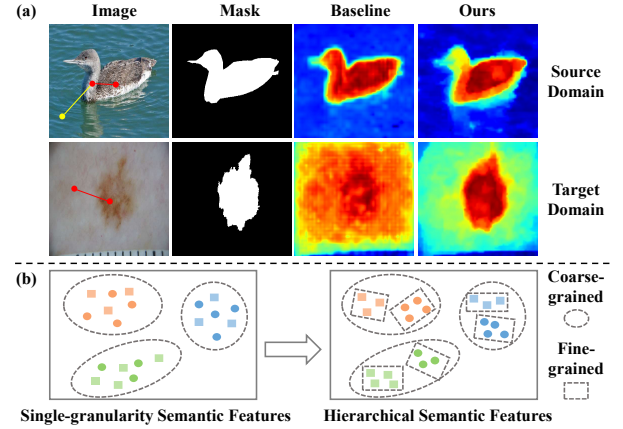 (a)
Image Mask Baseline Ours
Source
Domain
Target
Domain
(b)
Coarse-
grained
Fine-
grained
Single-granularity Semantic Features Hierarchical Semantic Features